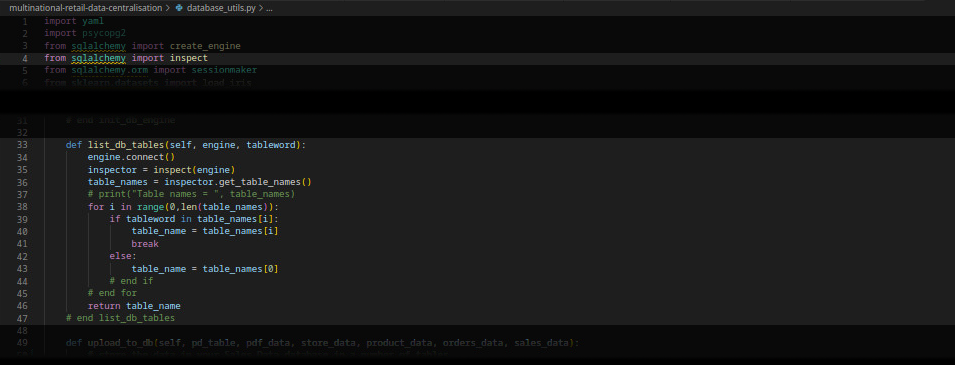 multinational-retail-data-centralisation > database_utils.py > ...
1 import yaml
2 import psycopg2
3 from sqlalchemy import create_engine
4 from sqlalchemy import inspect
5 from sqlalchemy.orm import sessionmaker
6 from sklearn.datasets import load_iris
31 # end init_db_engine
32
33 def list_db_tables(self, engine, tableword):
34 engine.connect()
35 inspector = inspect(engine)
36 table_names = inspector.get_table_names()
37 # print("Table names = ", table_names)
38 for i in range(0,len(table_names)):
39 if tableword in table_names[i]:
40 table_name = table_names[i]
41 break
42 else:
43 table_name = table_names[0]
44 # end if
45 # end for
46 return table_name
47 # end list_db_tables
48
49 def upload_to_db(self, pd_table, pdf_data, store_data, product_data, orders_data, sales_data):